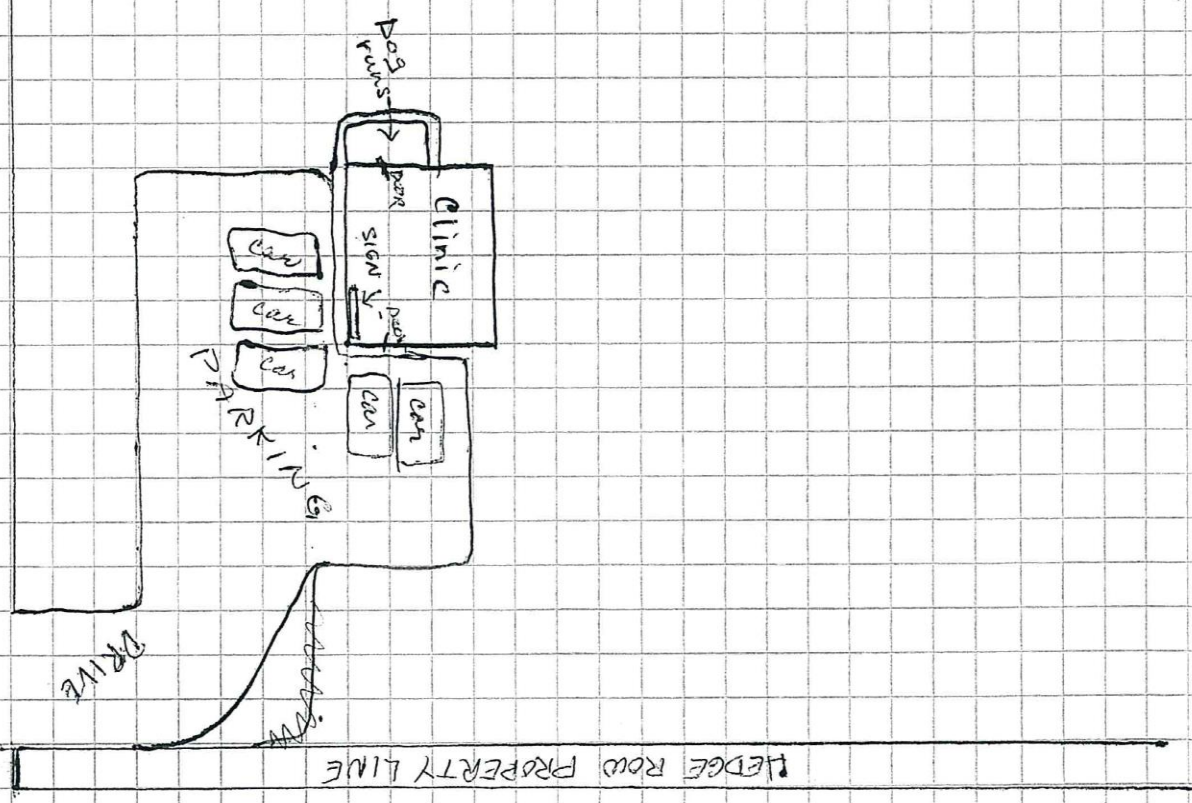 Dog
runs
Clinic
DOOR
SIGN
DOOR
car
car
car
car
car
PARKING
DRIVE
HEDGE ROW PROPERTY LINE